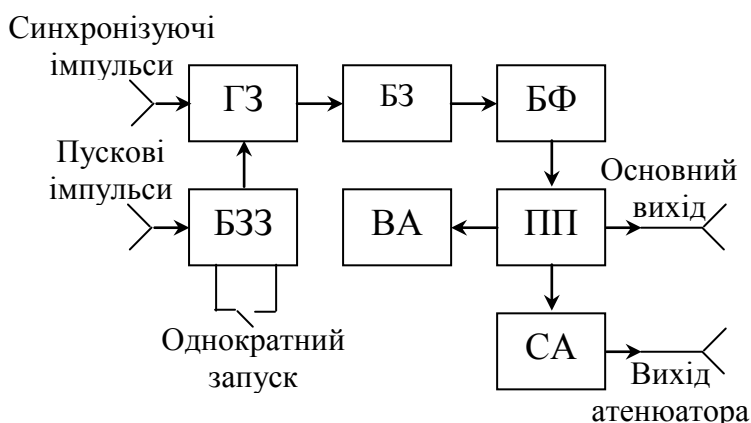 Синхронізуючі
імпульси
ГЗ
БЗ
БФ
Пускові
імпульси
БЗЗ
ВА
ПП
Основний
вихід
Однократний
запуск
СА
Вихід
атенюатора